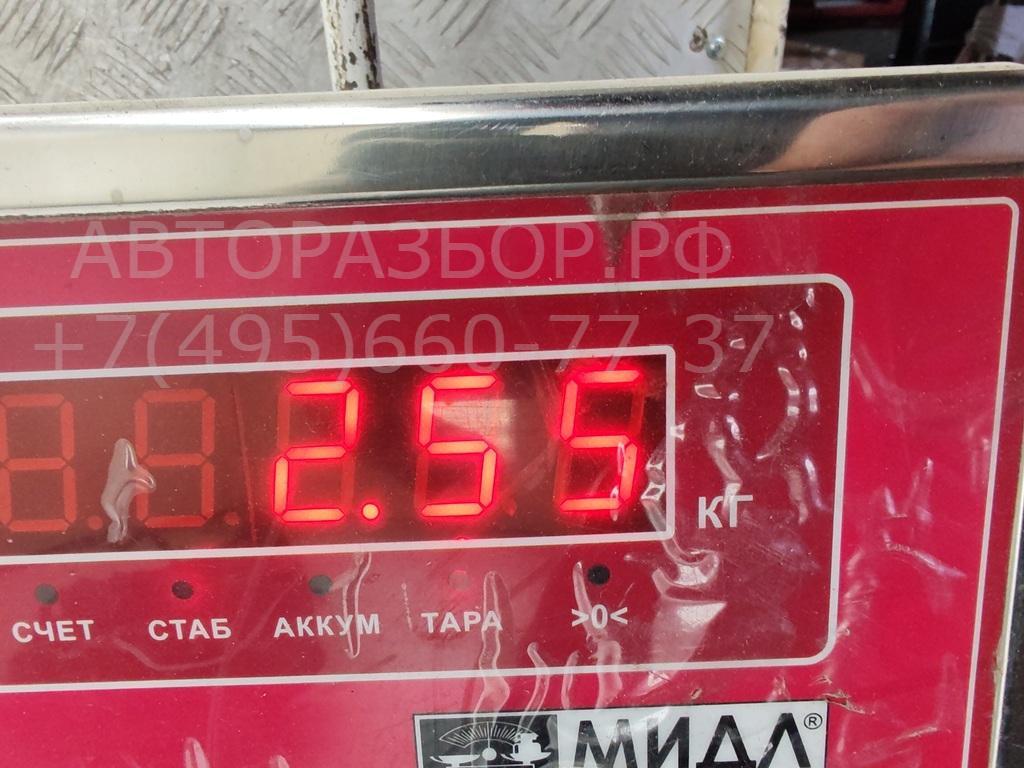 АВТОРАЗБОР.РФ
+7(495)660-77-37
2.55 КГ
СЧЕТ СТАБ АККУМ ТАРА >0<
МИДЛ®